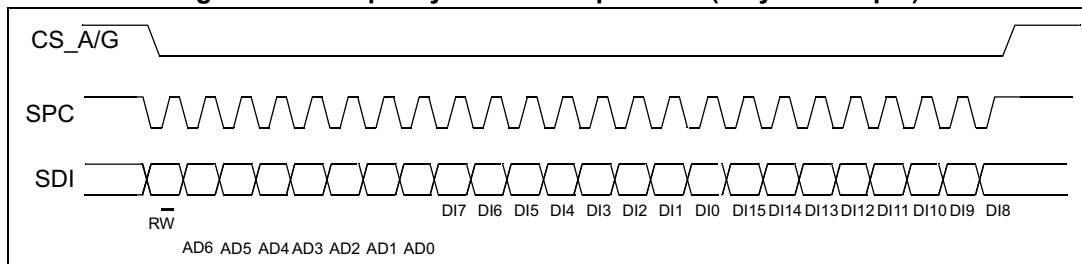 CS_A/G
SPC
SDI
RW
DI7 DI6 DI5 DI4 DI3 DI2 DI1 DI0 DI15 DI14 DI13 DI12 DI11 DI10 DI9 DI8
AD6 AD5 AD4 AD3 AD2 AD1 AD0